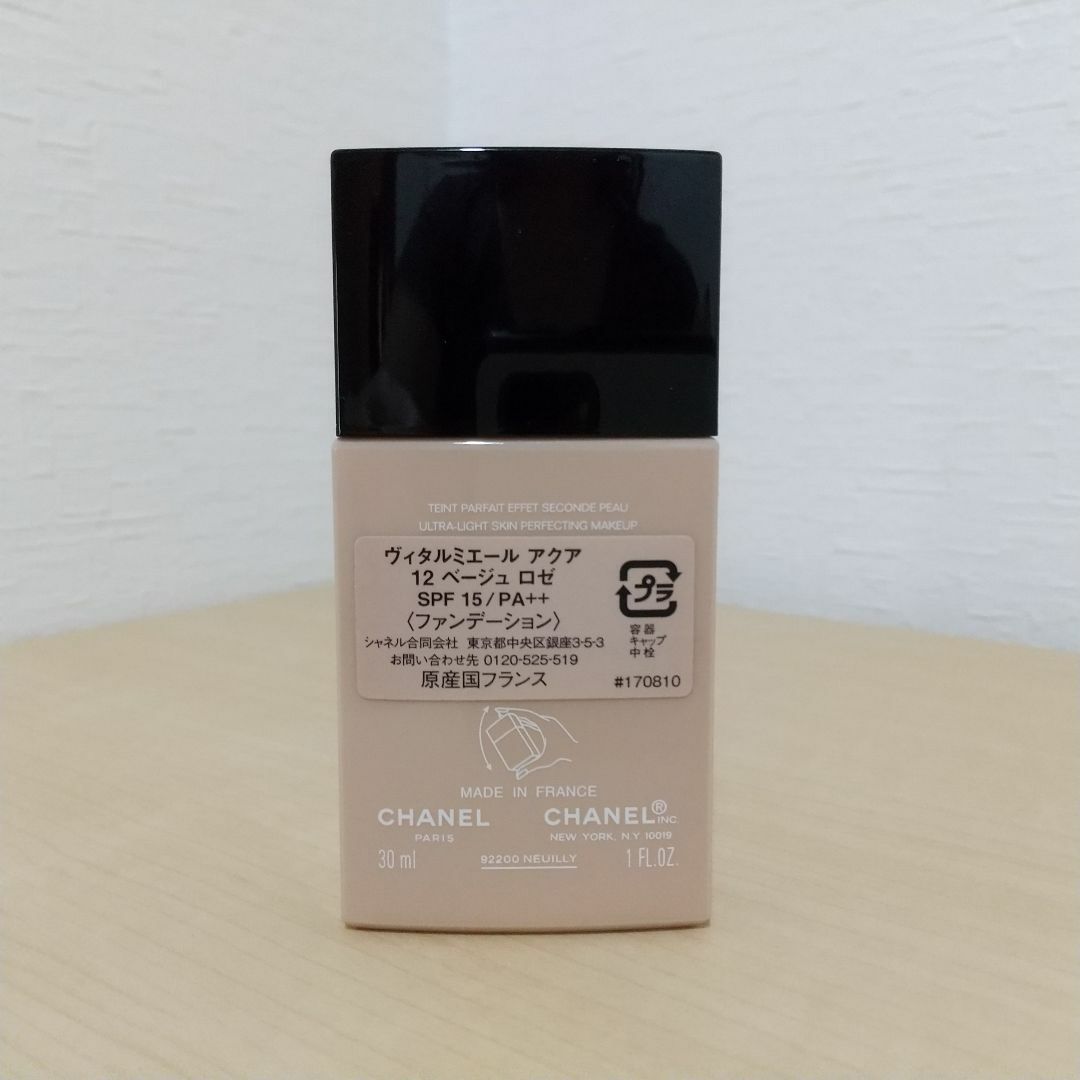 TEINT PARFAIT EFFET SECONDE PEAU
ULTRA-LIGHT SKIN PERFECTING MAKEUP
ヴィタルミエール アクア
12 ベージュ ロゼ
SPF 15 / PA++
〈ファンデーション〉
シャネル合同会社 東京都中央区銀座3-5-3
お問い合わせ先 0120-525-519
原産国フランス
プラ
容器
キャップ
中栓
#170810
MADE IN FRANCE
CHANEL
PARIS
CHANEL® INC.
NEW YORK, N Y 10019
30 ml
92200 NEUILLY
1 FL.OZ.